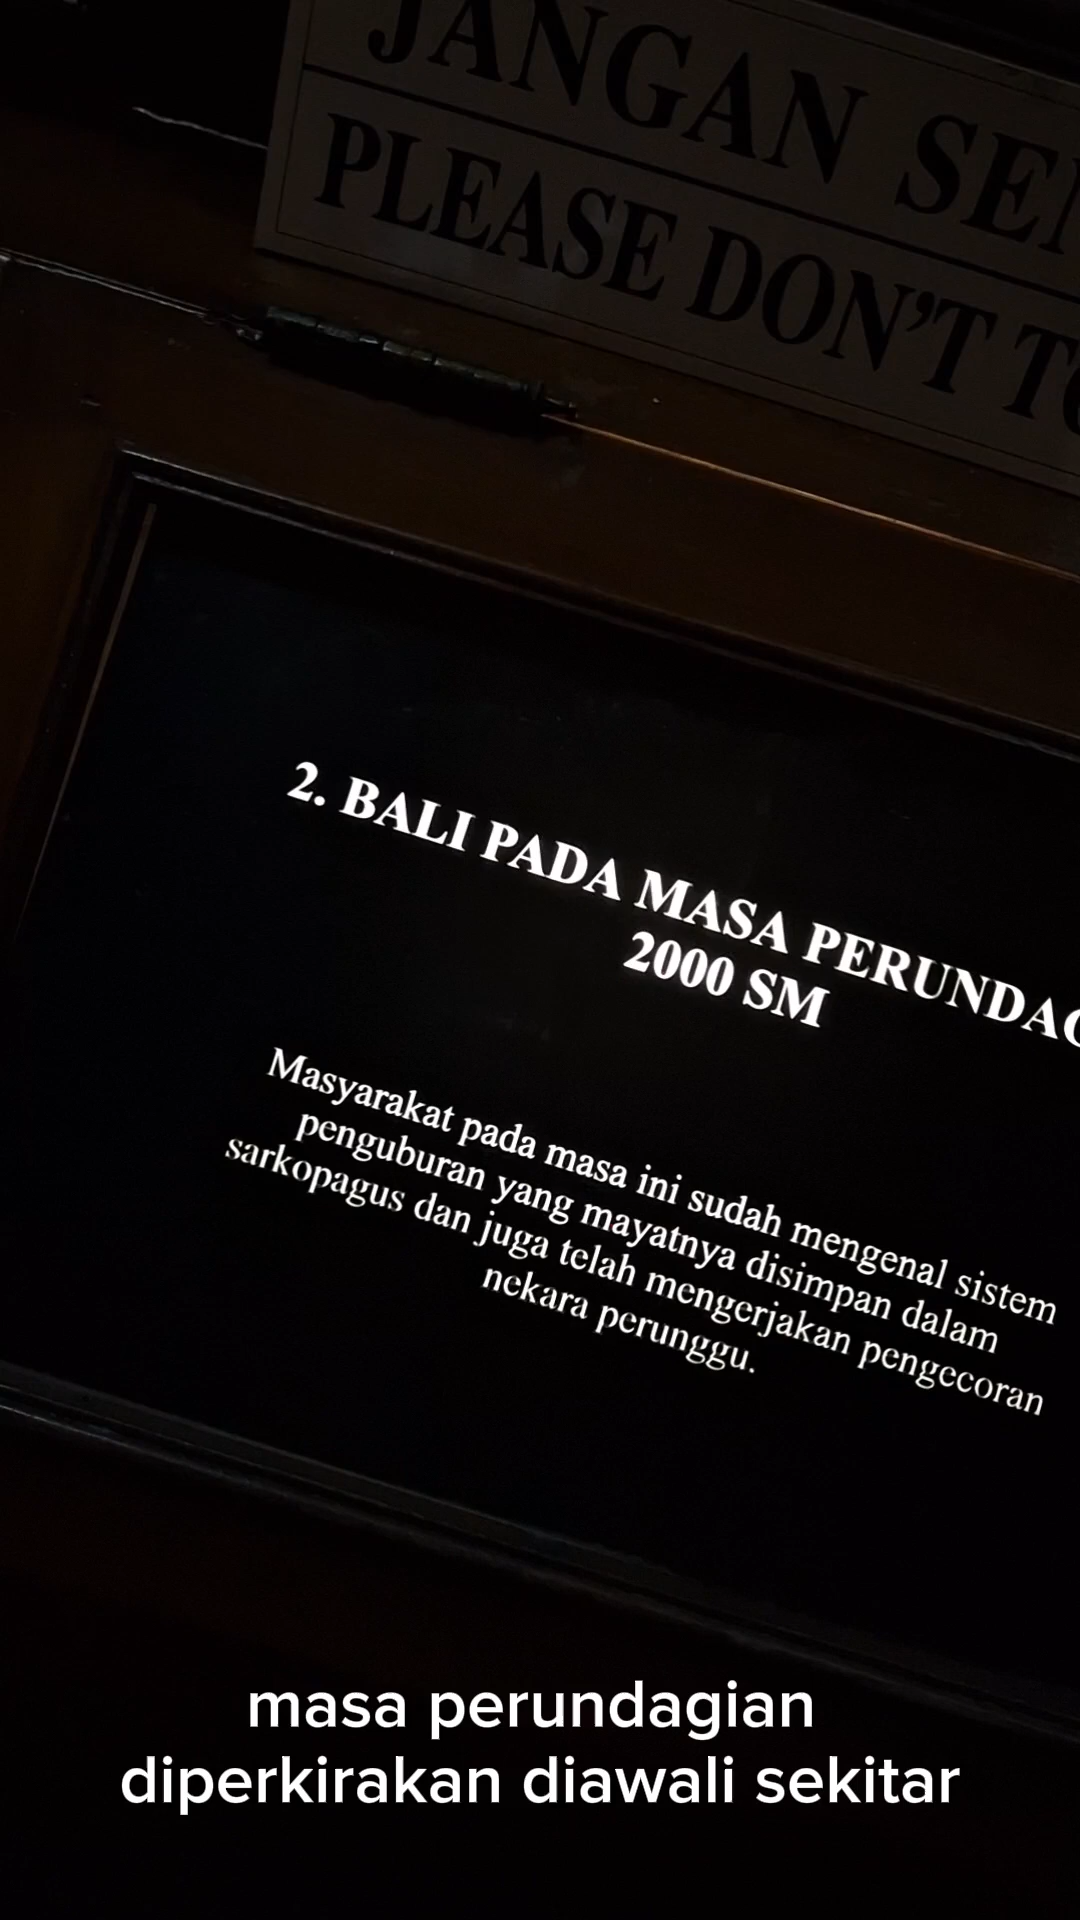 JANGAN
PLEASE DON'T
2. BALI PADA MASA
2000 SM
Masyarakat pada masa ini sudah mengenal sistem
penguburan yang mayatnya disimpan dalam
sarkopagus dan juga telah mengerjakan pengecoran
nekara perunggu.
masa perundagian
diperkirakan diawali sekitar